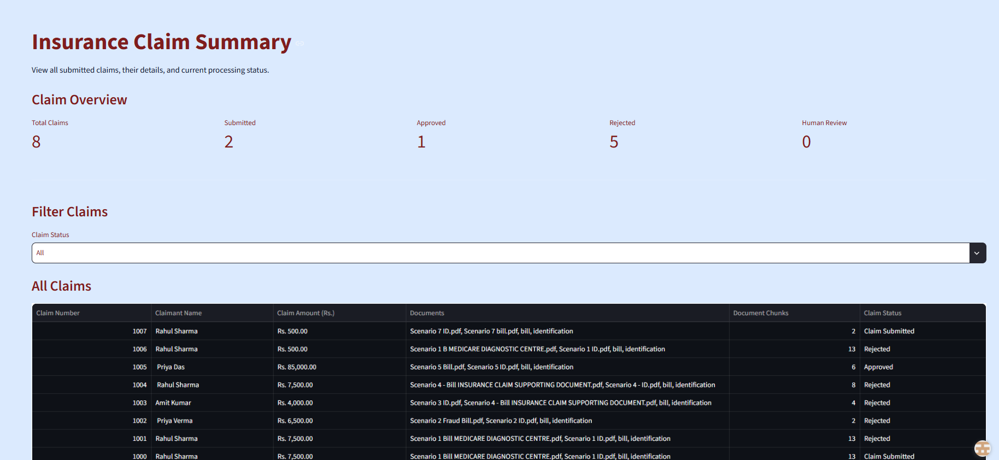 Insurance Claim Summary
View all submitted claims, their details, and current processing status.
Claim Overview
Total Claims Submitted Approved Rejected Human Review
8 2 1 5 0
Filter Claims
Claim Status
All
All Claims
Claim Number Claimant Name Claim Amount (Rs.) Documents Document Chunks Claim Status
1007 Rahul Sharma Rs. 500.00 Scenario 7 ID.pdf, Scenario 7 bill.pdf, bill, identification 2 Claim Submitted
1006 Rahul Sharma Rs. 500.00 Scenario 1 B MEDICARE DIAGNOSTIC CENTRE.pdf, Scenario 1 ID.pdf, bill, identification 13 Rejected
1005 Priya Das Rs. 85,000.00 Scenario 5 Bill.pdf, Scenario 5 ID.pdf, bill, identification 6 Approved
1004 Rahul Sharma Rs. 7,500.00 Scenario 4 - Bill INSURANCE CLAIM SUPPORTING DOCUMENT.pdf, Scenario 4 - ID.pdf, bill, identification 8 Rejected
1003 Amit Kumar Rs. 4,000.00 Scenario 3 ID.pdf, Scenario 4 - Bill INSURANCE CLAIM SUPPORTING DOCUMENT.pdf, bill, identification 4 Rejected
1002 Priya Verma Rs. 6,500.00 Scenario 2 Fraud Bill.pdf, Scenario 2 ID.pdf, bill, identification 2 Rejected
1001 Rahul Sharma Rs. 7,500.00 Scenario 1 Bill MEDICARE DIAGNOSTIC CENTRE.pdf, Scenario 1 ID.pdf, bill, identification 13 Rejected
1000 Rahul Sharma Rs. 7,500.00 Scenario 1 Bill MEDICARE DIAGNOSTIC CENTRE.pdf, Scenario 1 ID.pdf, bill, identification 13 Claim Submitted